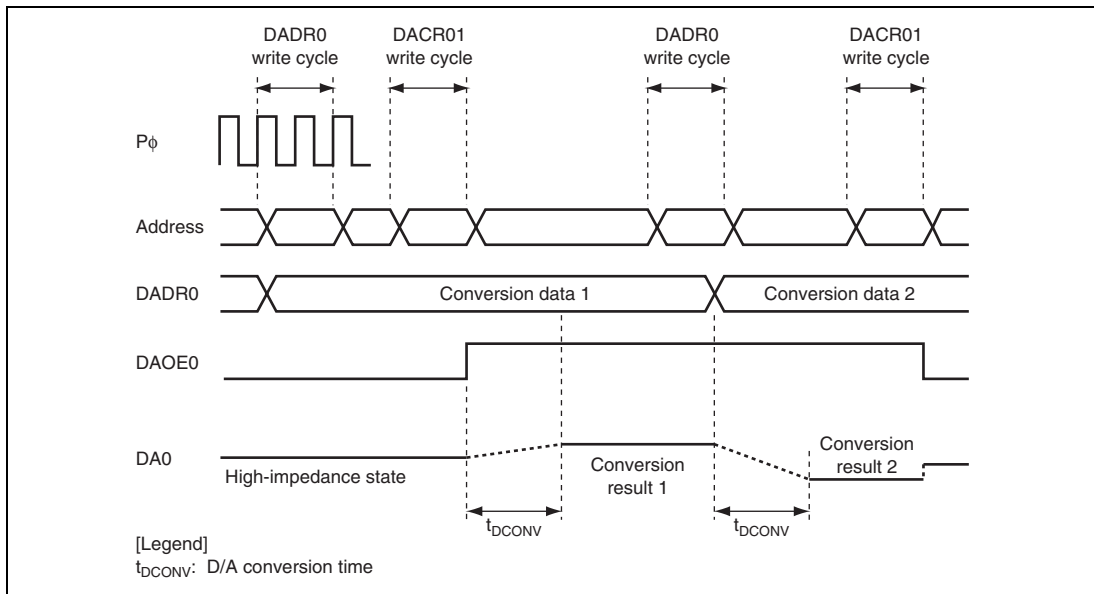 DADR0
write cycle
DACR01
write cycle
DADR0
write cycle
DACR01
write cycle
Pϕ
Address
DADR0
Conversion data 1
Conversion data 2
DAOE0
DA0
High-impedance state
Conversion
result 1
Conversion
result 2
tDCONV
tDCONV
[Legend]
tDCONV: D/A conversion time